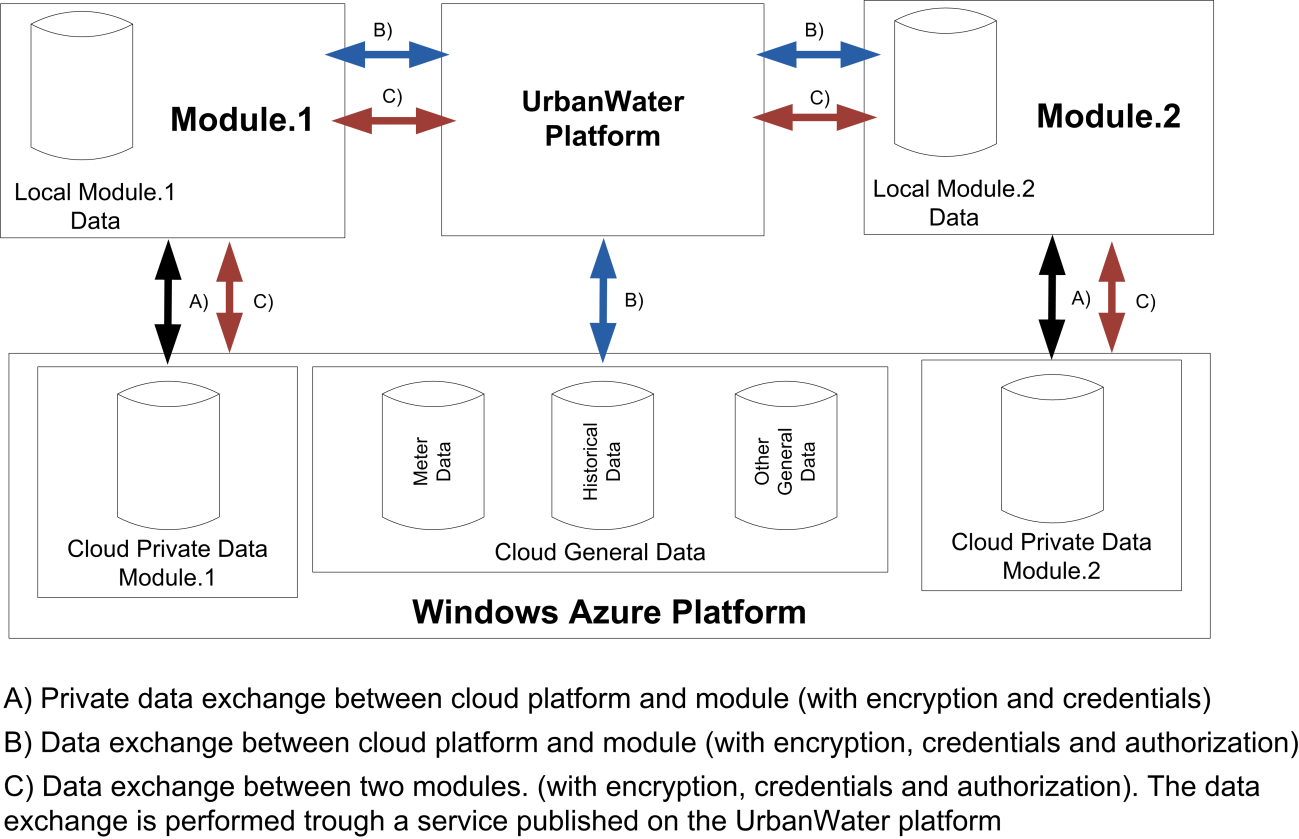 B)
B)
C)
C)
Module.1
UrbanWater
Platform
Module.2
Local Module.1
Data
Local Module.2
Data
A)
C)
B)
A)
C)
Meter
Data
Historical
Data
Other
General
Data
Cloud Private Data
Module.1
Cloud General Data
Cloud Private Data
Module.2
Windows Azure Platform
A) Private data exchange between cloud platform and module (with encryption and credentials)
B) Data exchange between cloud platform and module (with encryption, credentials and authorization)
C) Data exchange between two modules. (with encryption, credentials and authorization). The data
exchange is performed trough a service published on the UrbanWater platform